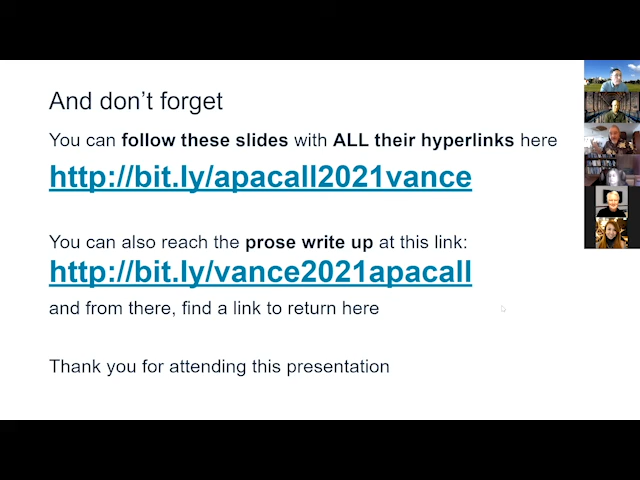 And don’t forget
You can follow these slides with ALL their hyperlinks here
http://bit.ly/apacall2021vance
You can also reach the prose write up at this link:
http://bit.ly/vance2021apacall
and from there, find a link to return here
Thank you for attending this presentation